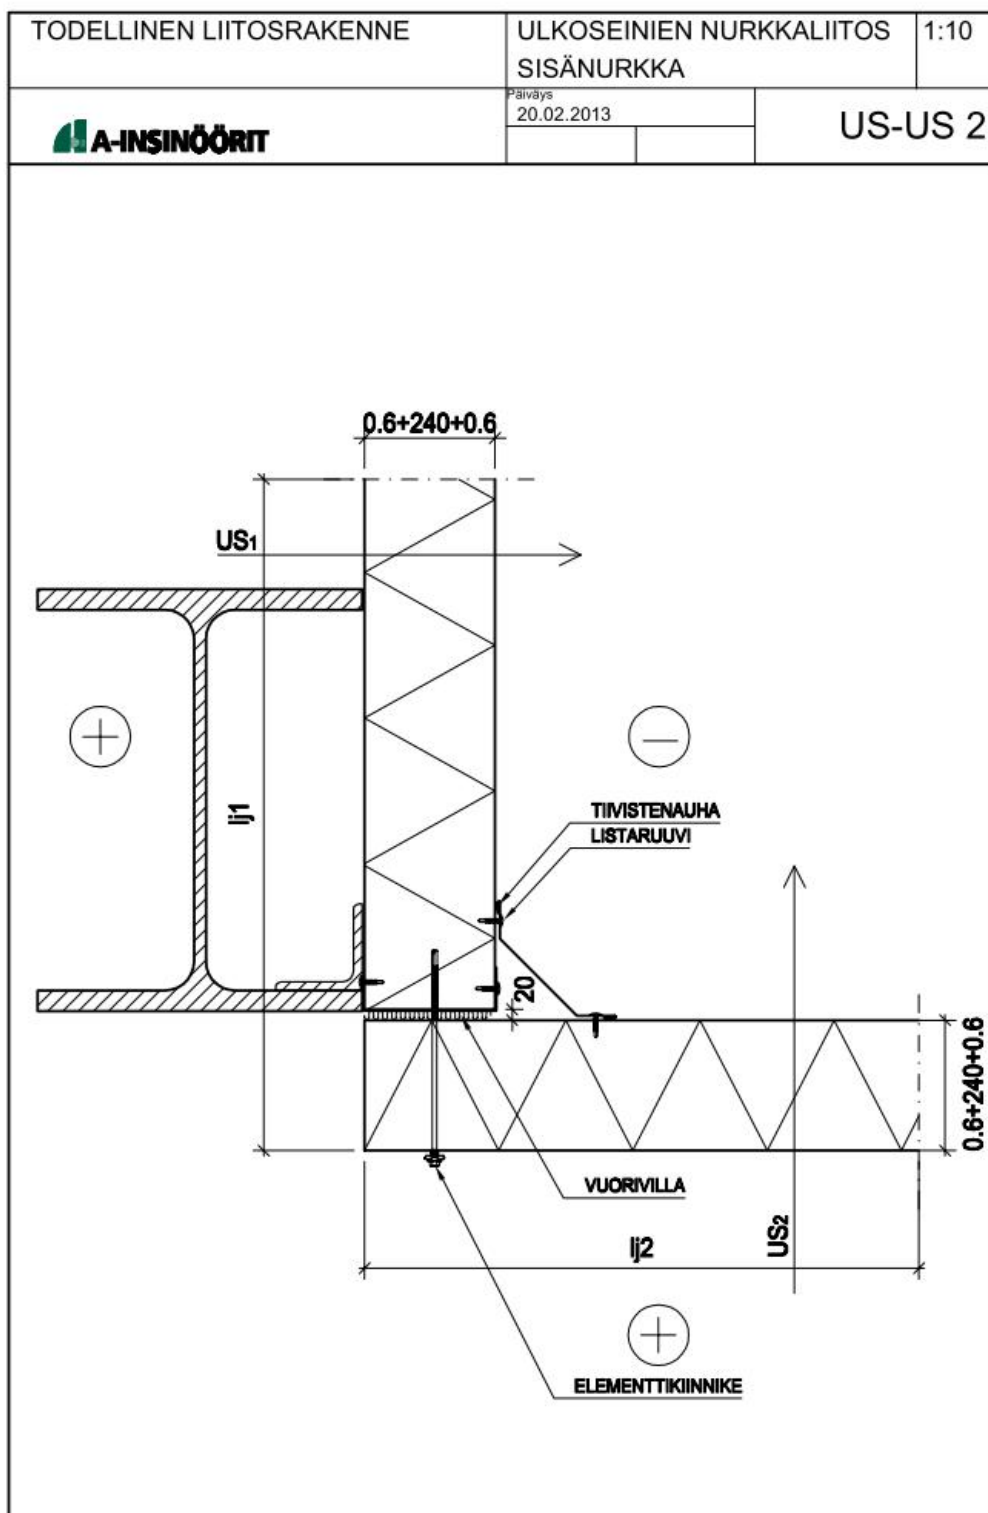 TODELLINEN LIITOSRAKENNE
ULKOSEINIEN NURKKALIITOS
SISÄNURKKA
1:10
A-INSINÖÖRIT
Päiväys
20.02.2013
US-US 2
0.6+240+0.6
US1
lj1
TIIVISTENAUHA
LISTARUUVI
20
0.6+240+0.6
VUORIVILLA
lj2
US2
ELEMENTTIKIINNIKE